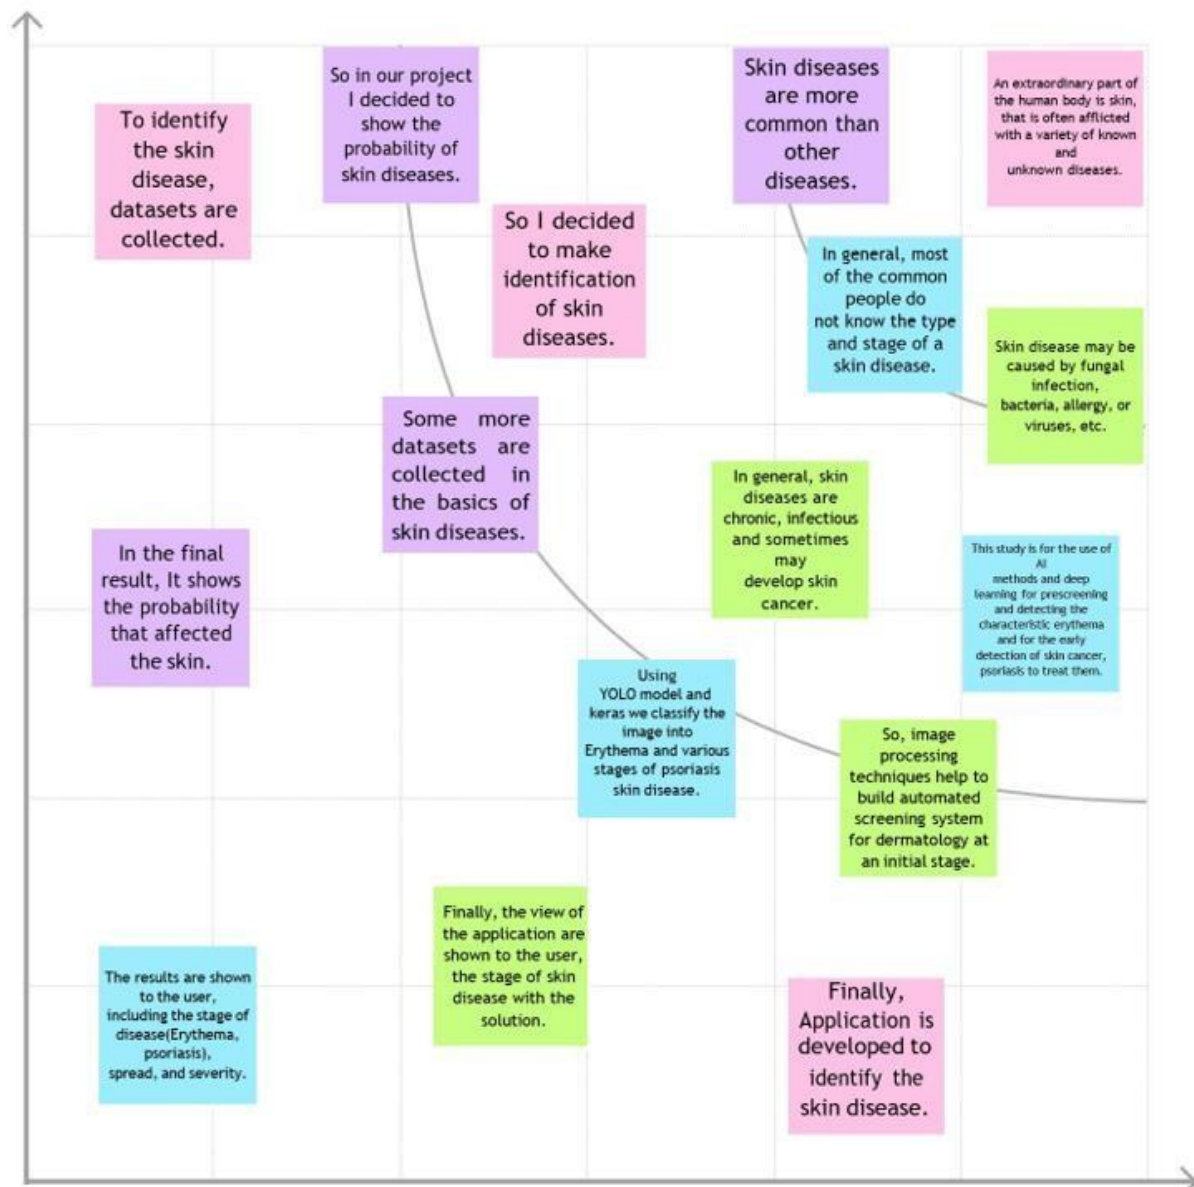 To identify
the skin
disease,
datasets are
collected.
So in our project
I decided to
show the
probability of
skin diseases.
Skin diseases
are more
common than
other
diseases.
An extraordinary part of
the human body is skin,
that is often afflicted
with a variety of known
and
unknown diseases.
So I decided
to make
identification
of skin
diseases.
In general, most
of the common
people do
not know the type
and stage of a
skin disease.
Skin disease may be
caused by fungal
infection,
bacteria, allergy, or
viruses, etc.
Some more
datasets are
collected in
the basics of
skin diseases.
In general, skin
diseases are
chronic, infectious
and sometimes
may
develop skin
cancer.
In the final
result, It shows
the probability
that affected
the skin.
This study is for the use of
AI
methods and deep
learning for prescreening
and detecting the
characteristic erythema
and for the early
detection of skin cancer,
psoriasis to treat them.
Using
YOLO model and
keras we classify the
image into
Erythema and various
stages of psoriasis
skin disease.
So, image
processing
techniques help to
build automated
screening system
for dermatology at
an initial stage.
Finally, the view of
the application are
shown to the user,
the stage of skin
disease with the
solution.
The results are shown
to the user,
including the stage of
disease(Erythema,
psoriasis),
spread, and severity.
Finally,
Application is
developed to
identify the
skin disease.